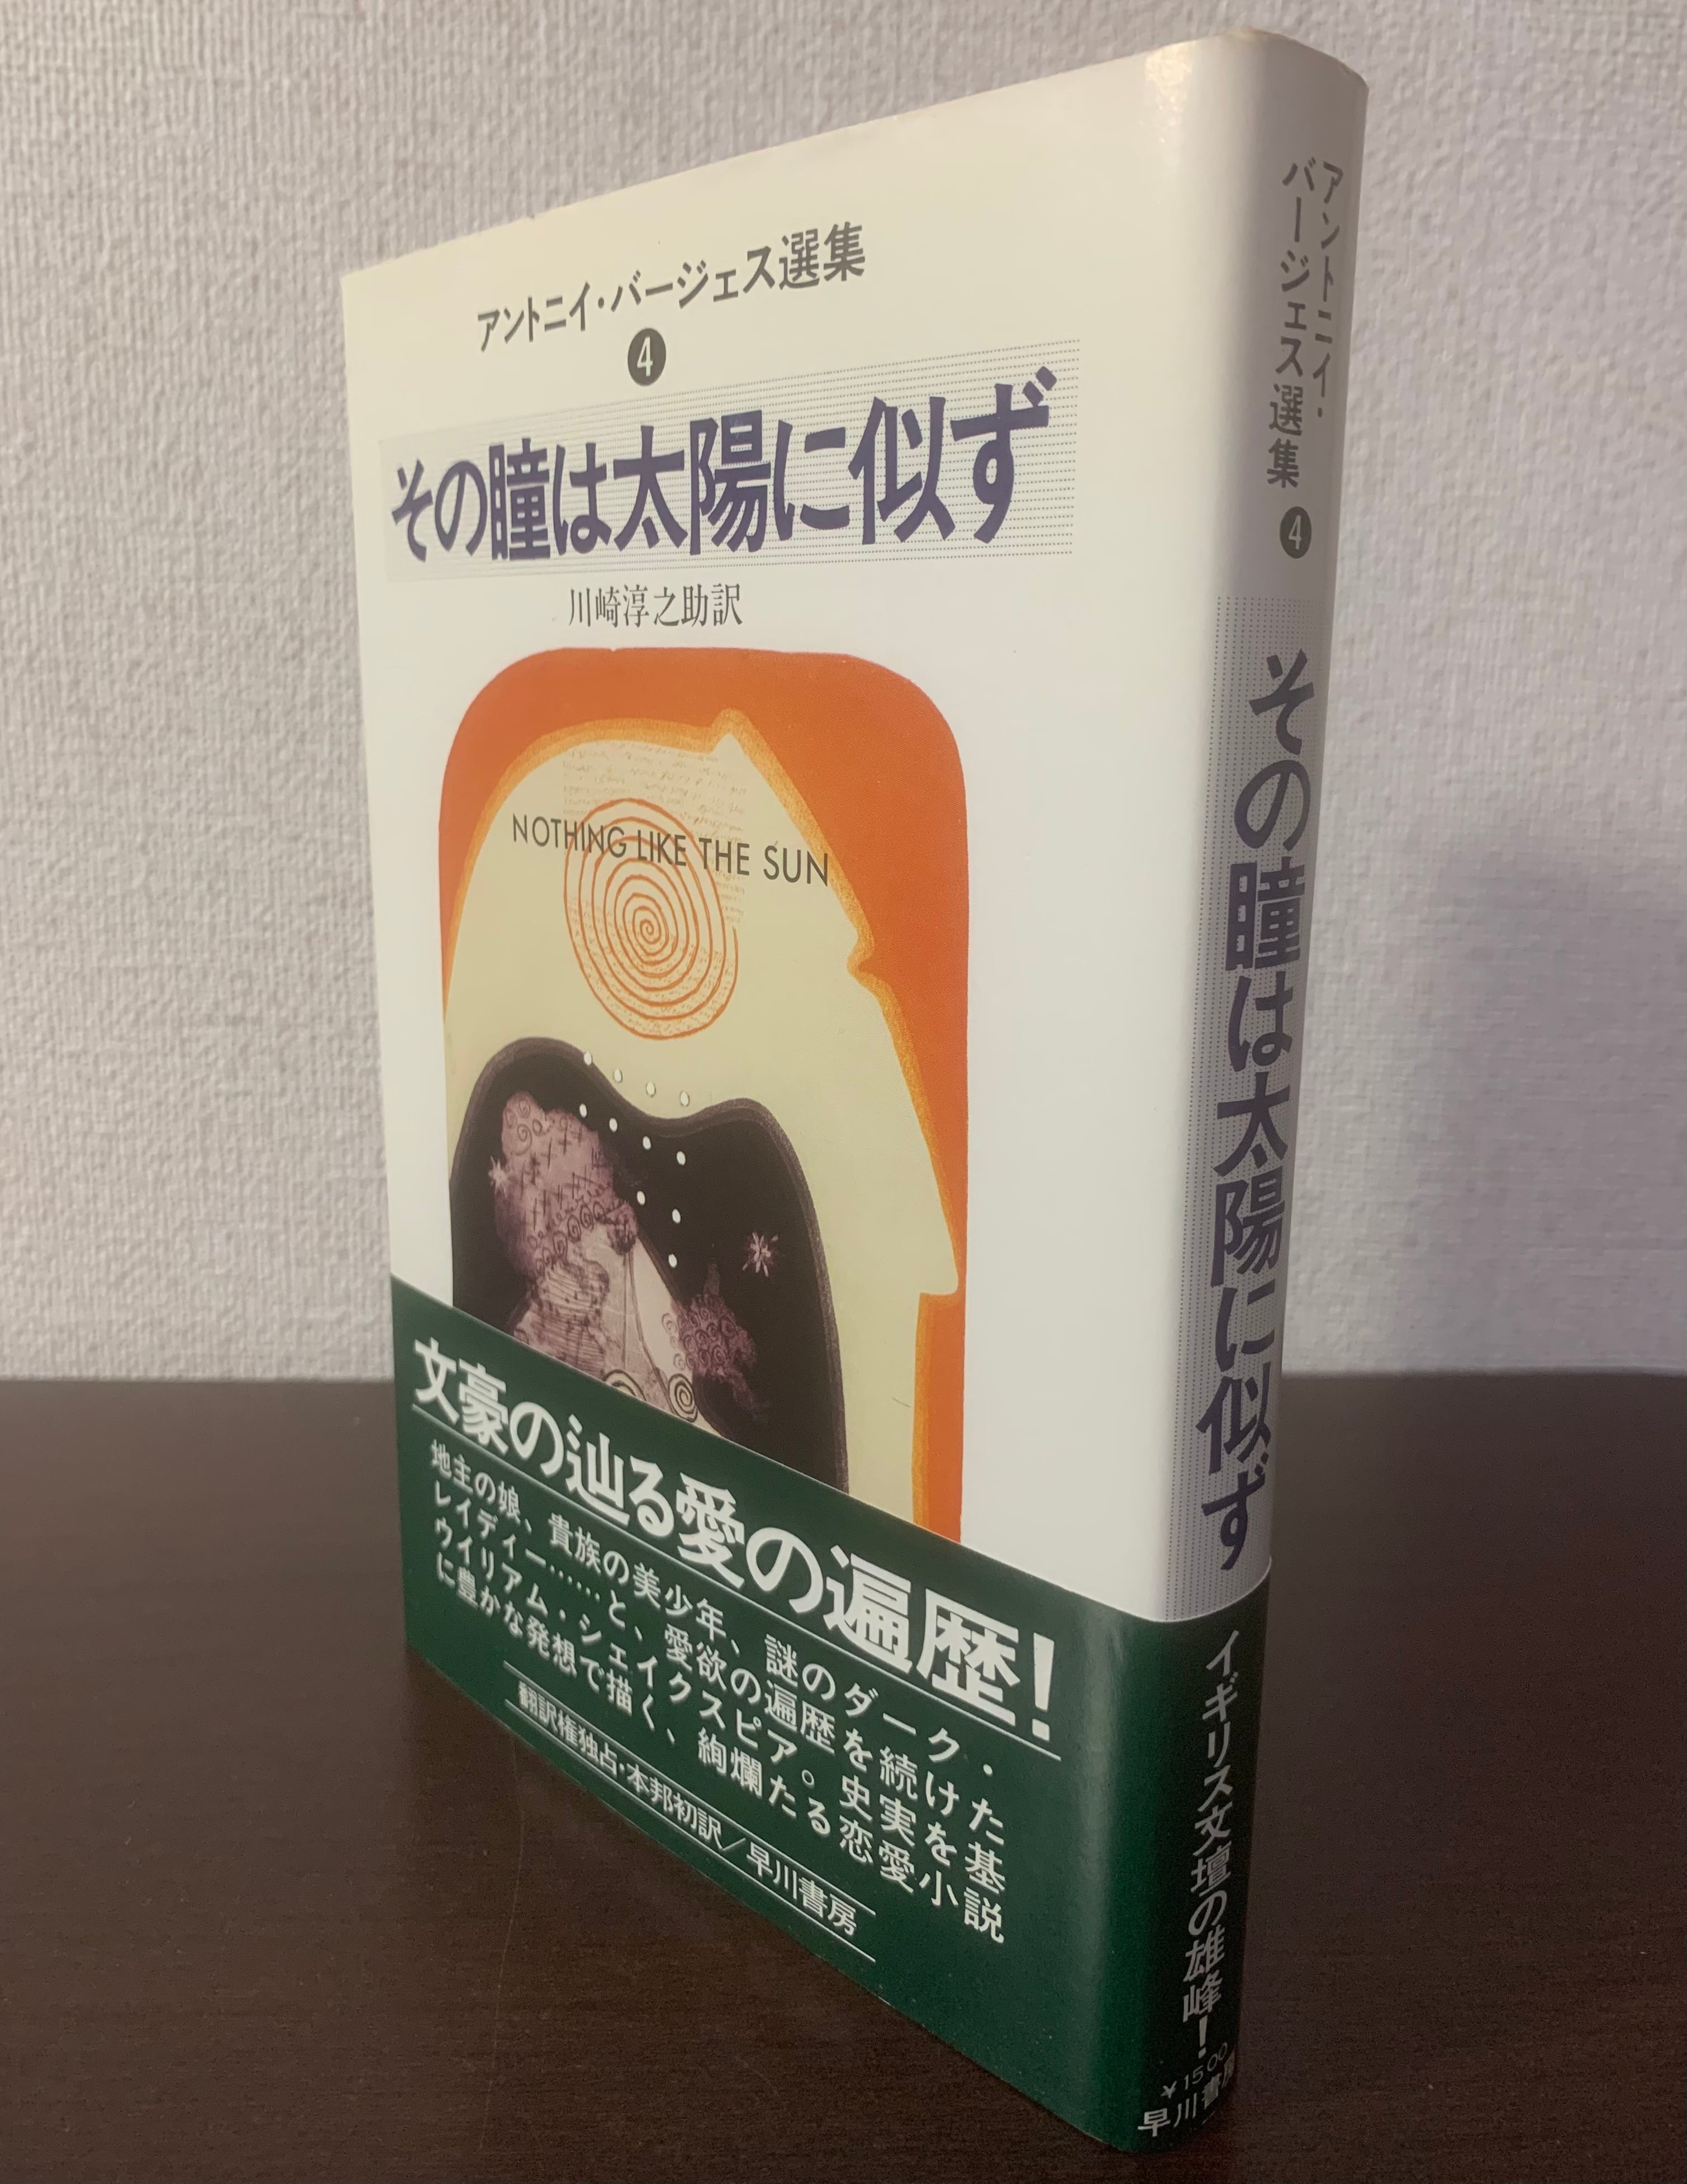 アントニイ・バージェス選集
4
その瞳は太陽に似ず
川崎淳之助訳
NOTHING LIKE THE SUN
文豪の辿る愛の遍歴!
地主の娘、貴族の美少年、謎のダーク・
レイディー……と、愛欲の遍歴を続けた
ウイリアム・シェイクスピア。史実を基
に豊かな発想で描く、絢爛たる恋愛小説
翻訳権独占・本邦初訳/早川書房
アントニイ・
バージェス選集
4
その瞳は太陽に似ず
イギリス文壇の雄峰!
¥1500
早川書房